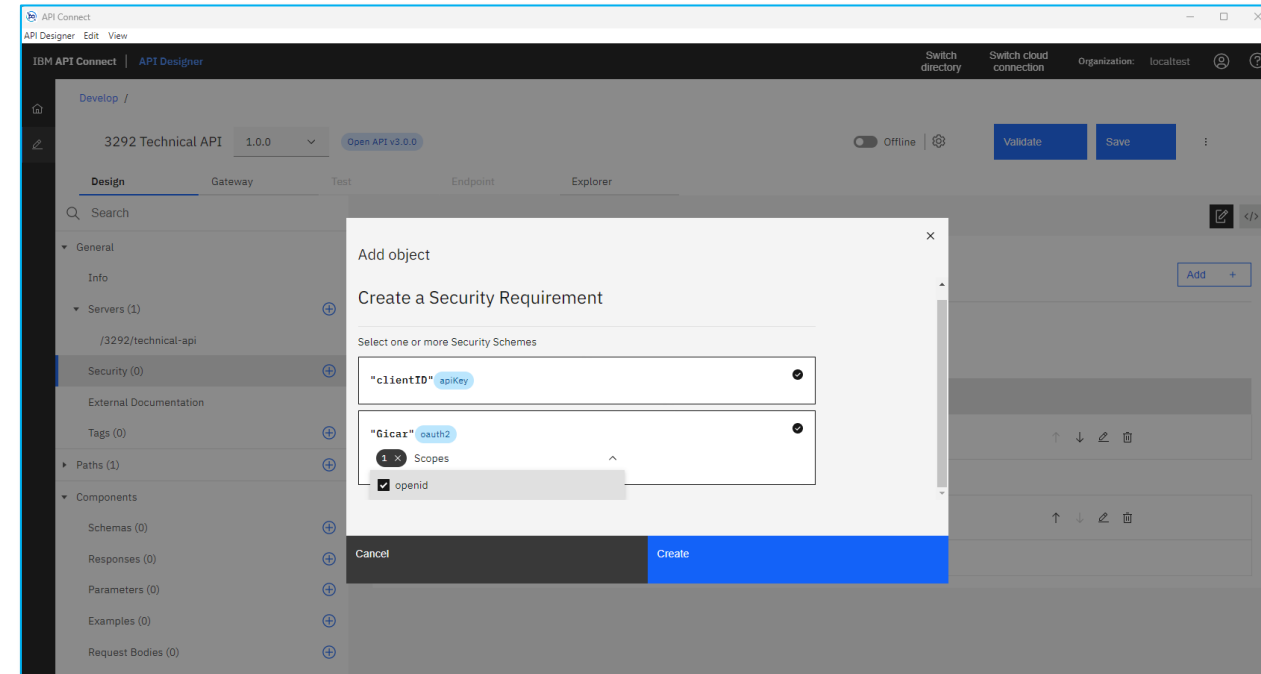 API Connect
API Designer Edit View
IBM API Connect | API Designer
Switch directory
Switch cloud connection
Organization: localtest
Develop /
3292 Technical API 1.0.0 Open API v3.0.0
Offline
Validate
Save
Design Gateway Test Endpoint Explorer
Search
General
Info
Servers (1)
/3292/technical-api
Security (0)
External Documentation
Tags (0)
Paths (1)
Components
Schemas (0)
Responses (0)
Parameters (0)
Examples (0)
Request Bodies (0)
Add +
Add object
Create a Security Requirement
Select one or more Security Schemes
"clientID" apiKey
"Gicar" oauth2
1 × Scopes
openid
Cancel
Create